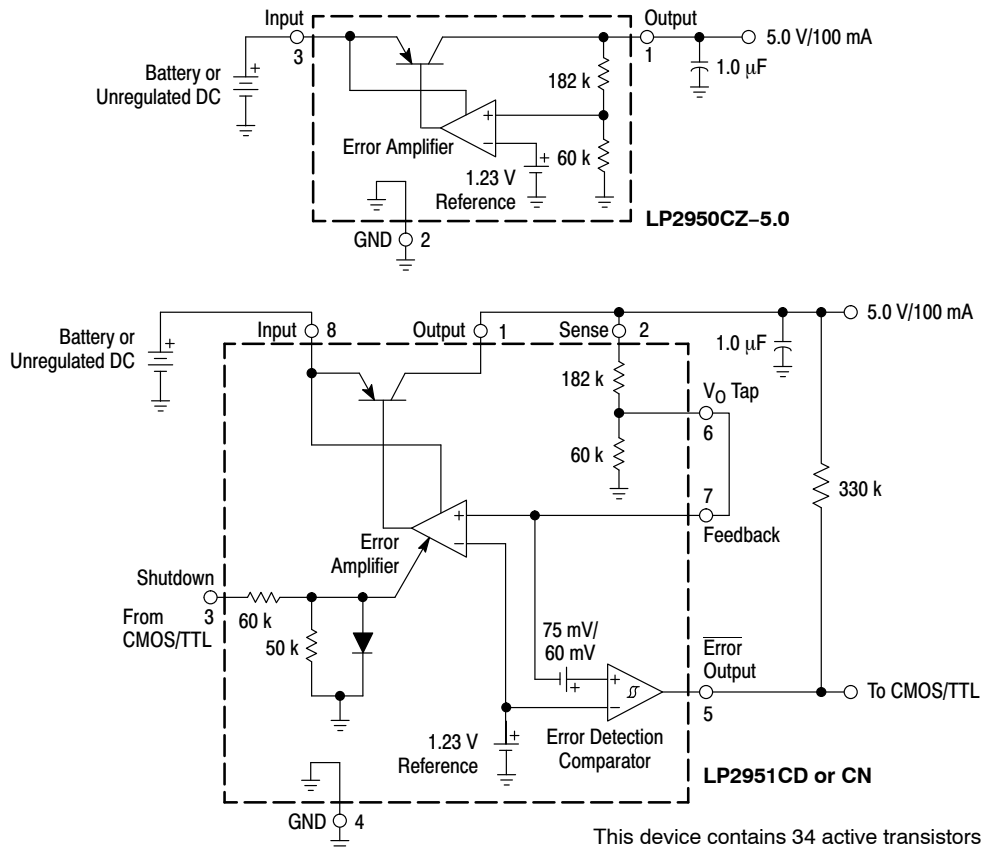 Input
3
Output
1
5.0 V/100 mA
Battery or
Unregulated DC
+
182 k
1.0 μF
+
−
Error Amplifier
60 k
+
1.23 V
Reference
LP2950CZ–5.0
GND
2
Battery or
Unregulated DC
+
Input
8
Output
1
Sense
2
5.0 V/100 mA
1.0 μF
182 k
VO Tap
6
60 k
330 k
7
Feedback
+
−
Error
Amplifier
Shutdown
3
From
CMOS/TTL
60 k
50 k
75 mV/
60 mV
+
+
−
Error
Output
5
To CMOS/TTL
1.23 V
Reference
+
Error Detection
Comparator
LP2951CD or CN
GND
4
This device contains 34 active transistors